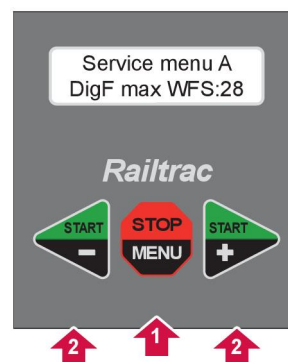 Service menu A
DigF max WFS:28
Railtrac
START
-
STOP
MENU
START
+
2
1
2